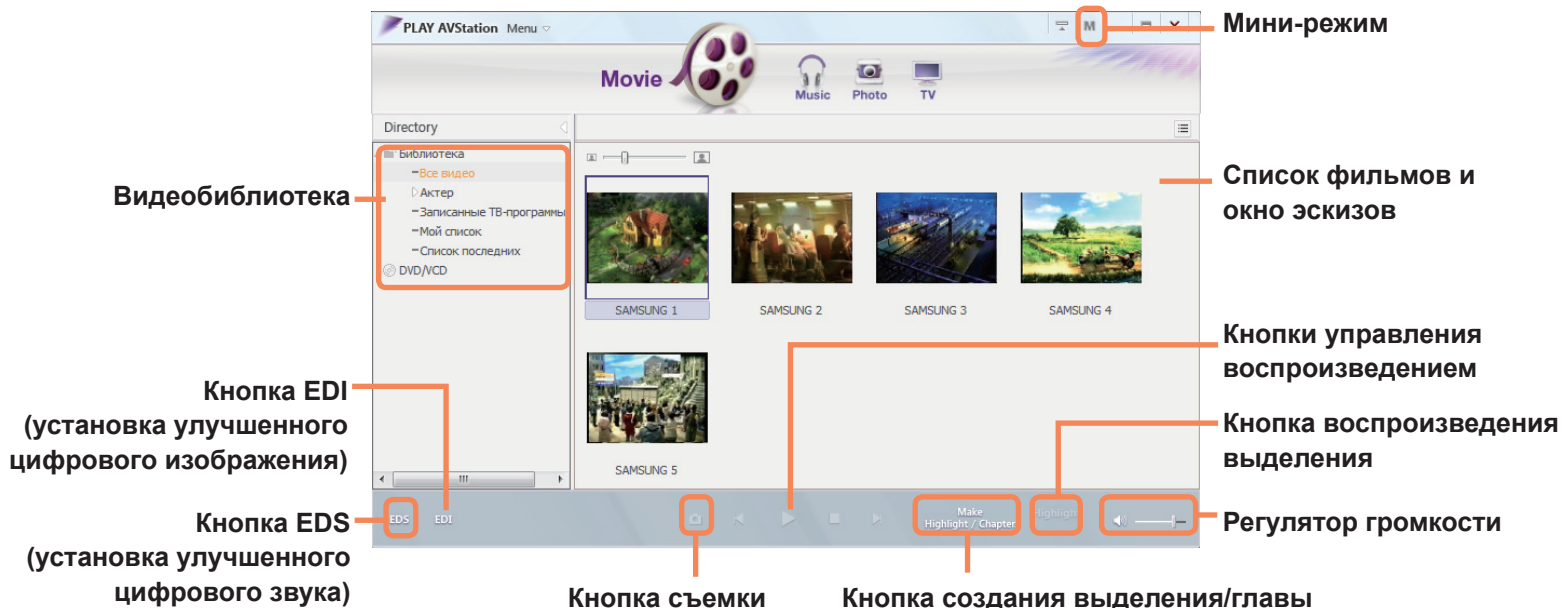 PLAY AVStation Menu
M
Мини-режим
Movie
Music
Photo
TV
Directory
Библиотека
Все видео
Актер
Записанные ТВ-программы
Мой список
Список последних
DVD/VCD
Видеобиблиотека
Список фильмов и
окно эскизов
SAMSUNG 1
SAMSUNG 2
SAMSUNG 3
SAMSUNG 4
SAMSUNG 5
Кнопки управления
воспроизведением
Кнопка EDI
(установка улучшенного
цифрового изображения)
Кнопка воспроизведения
выделения
EDS
EDI
Make
Highlight / Chapter
Highlight
Регулятор громкости
Кнопка EDS
(установка улучшенного
цифрового звука)
Кнопка съемки
Кнопка создания выделения/главы